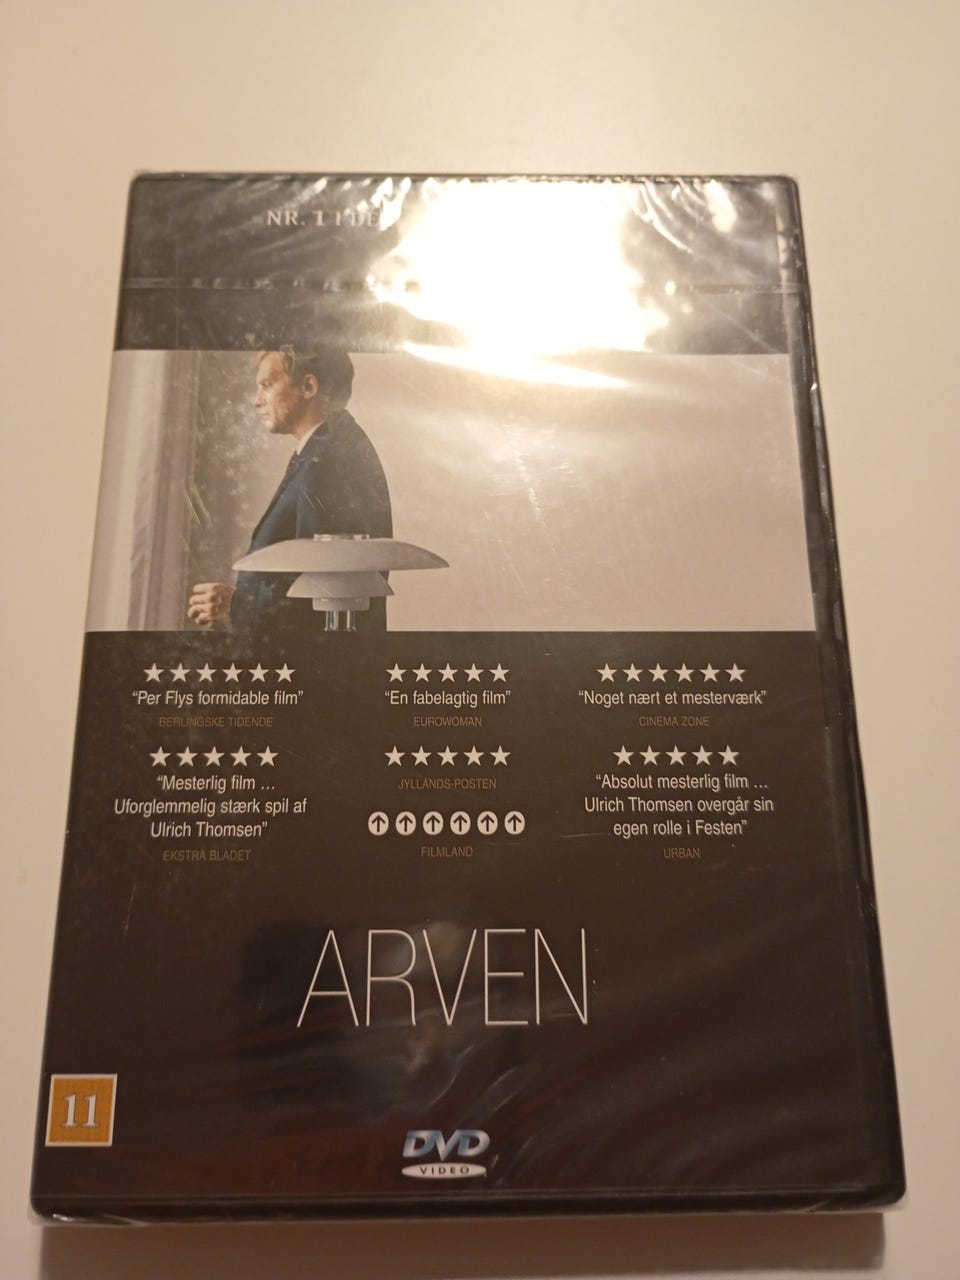 NR. 1 I DE
★★★★★★
"Per Flys formidable film"
BERLINGSKE TIDENDE
★★★★★
"En fabelagtig film"
EUROWOMAN
★★★★★★
"Noget nært et mesterværk"
CINEMA ZONE
★★★★★
"Mesterlig film ...
Uforglemmelig stærk spil af
Ulrich Thomsen"
EKSTRA BLADET
★★★★★
JYLLANDS-POSTEN
FILMLAND
★★★★★
"Absolut mesterlig film ...
Ulrich Thomsen overgår sin
egen rolle i Festen"
URBAN
ARVEN
11
DVD
VIDEO